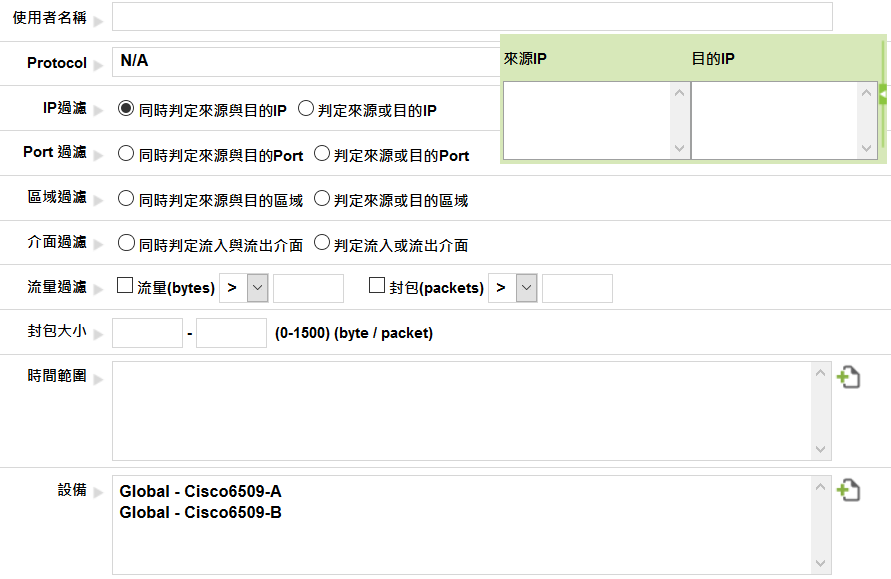 使用者名稱
Protocol N/A
來源IP 目的IP
IP過濾 同時判定來源與目的IP 判定來源或目的IP
Port 過濾 同時判定來源與目的Port 判定來源或目的Port
區域過濾 同時判定來源與目的區域 判定來源或目的區域
介面過濾 同時判定流入與流出介面 判定流入或流出介面
流量過濾 流量(bytes) > 封包(packets) >
封包大小 - (0-1500) (byte / packet)
時間範圍
設備 Global - Cisco6509-A
Global - Cisco6509-B